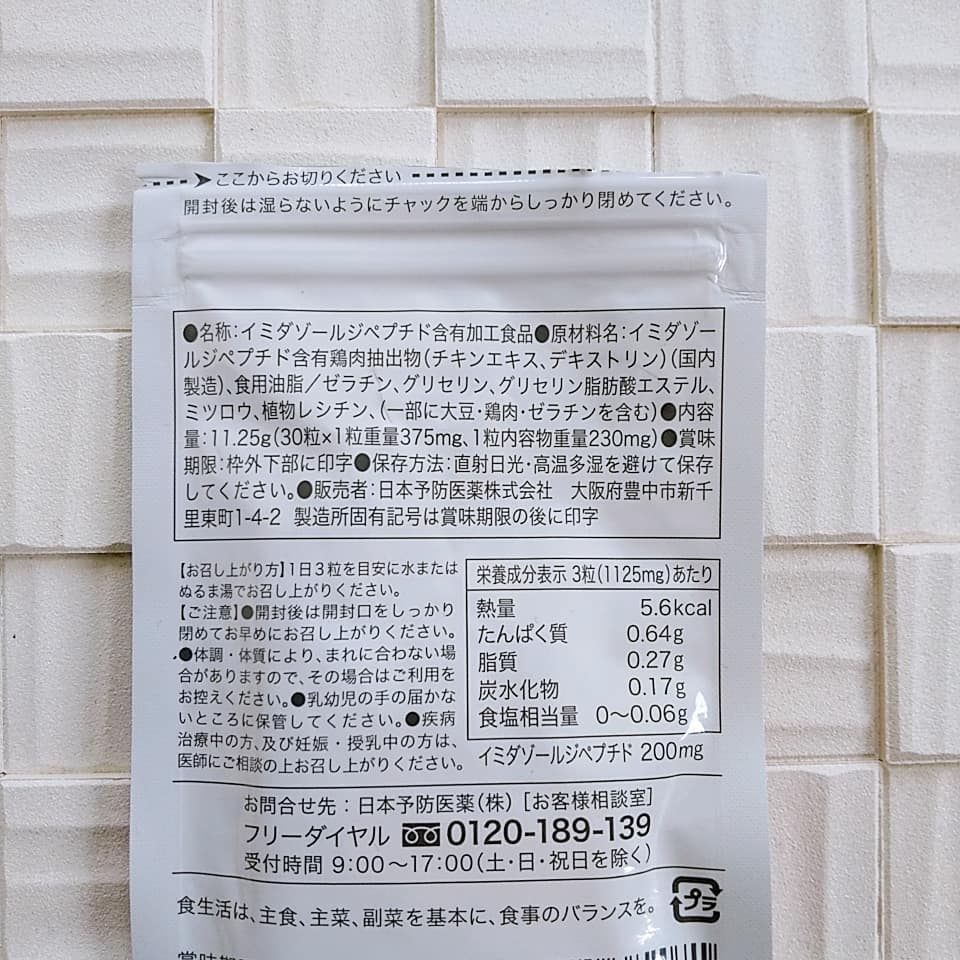 ここからお切りください
開封後は湿らないようにチャックを端からしっかり閉めてください。
●名称：イミダゾールジペプチド含有加工食品●原材料名：イミダゾー
ルジペプチド含有鶏肉抽出物（チキンエキス、デキストリン）（国内
製造）、食用油脂／ゼラチン、グリセリン、グリセリン脂肪酸エステル、
ミツロウ、植物レシチン、（一部に大豆・鶏肉・ゼラチンを含む）●内容
量：11.25g（30粒×1粒重量375mg、1粒内容物重量230mg）●賞味
期限：枠外下部に印字●保存方法：直射日光・高温多湿を避けて保存
してください。●販売者：日本予防医薬株式会社　大阪府豊中市新千
里東町1-4-2　製造所固有記号は賞味期限の後に印字
【お召し上がり方】1日3粒を目安に水または
ぬるま湯でお召し上がりください。
【ご注意】●開封後は開封口をしっかり
閉めてお早めにお召し上がりください。
●体調・体質により、まれに合わない場
合がありますので、その場合はご利用を
お控えください。●乳幼児の手の届かな
いところに保管してください。●疾病
治療中の方、及び妊娠・授乳中の方は、
医師にご相談の上お召し上がりください。
栄養成分表示 3粒（1125mg）あたり
熱量 5.6kcal
たんぱく質 0.64g
脂質 0.27g
炭水化物 0.17g
食塩相当量 0〜0.06g
イミダゾールジペプチド 200mg
お問合せ先：日本予防医薬（株）［お客様相談室］
フリーダイヤル 0120-189-139
受付時間 9:00〜17:00（土・日・祝日を除く）
食生活は、主食、主菜、副菜を基本に、食事のバランスを。
プラ